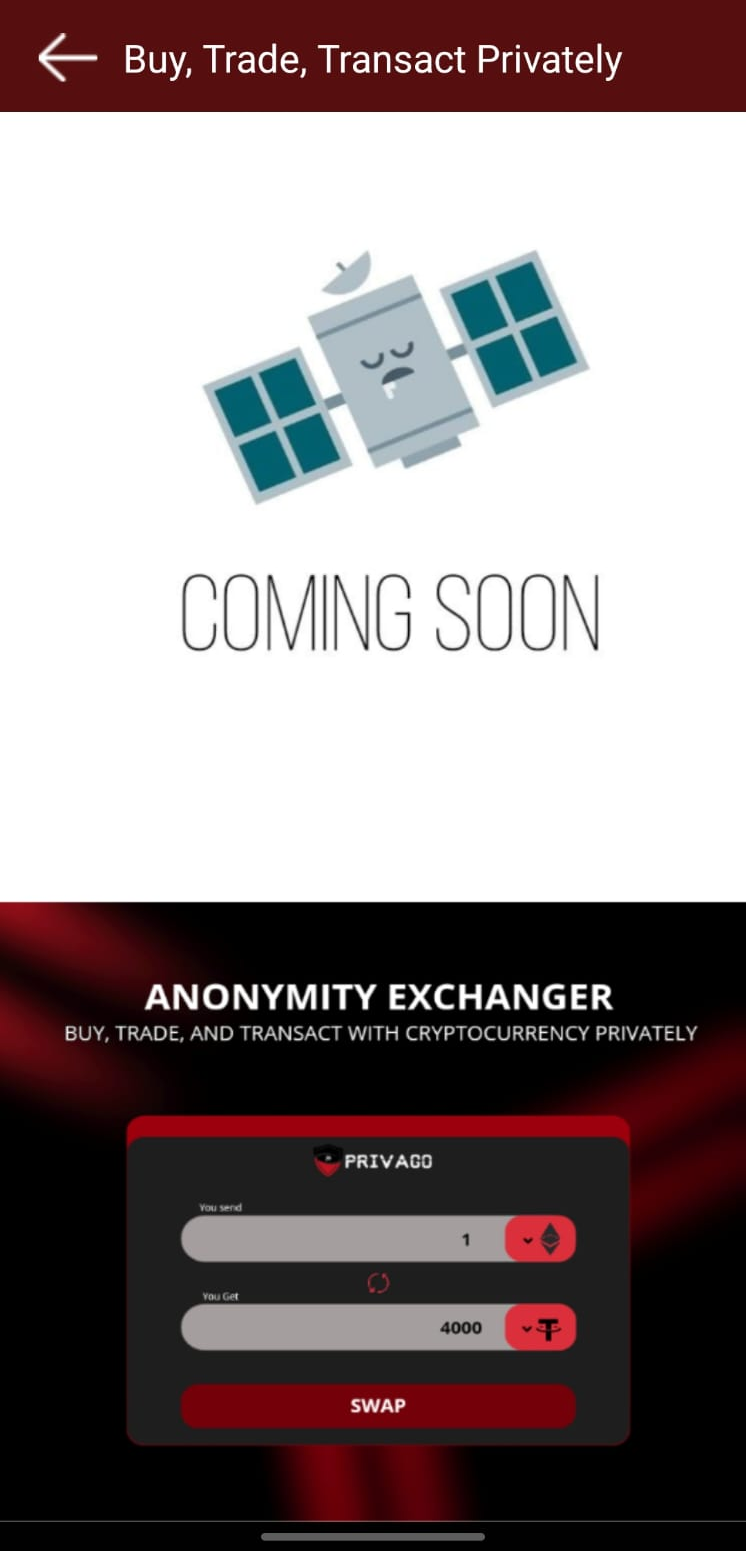 Buy, Trade, Transact Privately
COMING SOON
ANONYMITY EXCHANGER
BUY, TRADE, AND TRANSACT WITH CRYPTOCURRENCY PRIVATELY
PRIVAGO
You send
1
You Get
4000
SWAP